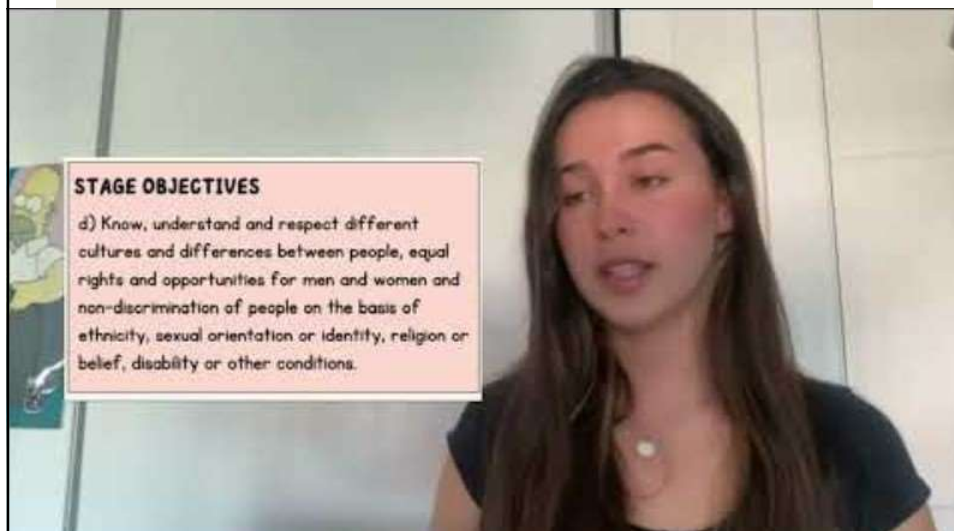 STAGE OBJECTIVES
d) Know, understand and respect different
cultures and differences between people, equal
rights and opportunities for men and women and
non-discrimination of people on the basis of
ethnicity, sexual orientation or identity, religion or
belief, disability or other conditions.